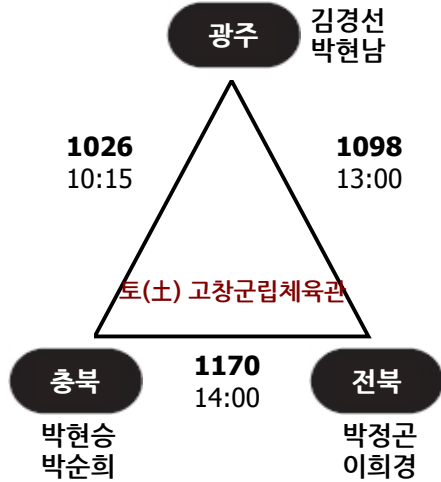 광주
김경선
박현남
1026
10:15
1098
13:00
토(土) 고창군립체육관
충북
1170
14:00
전북
박현승
박순희
박정곤
이희경